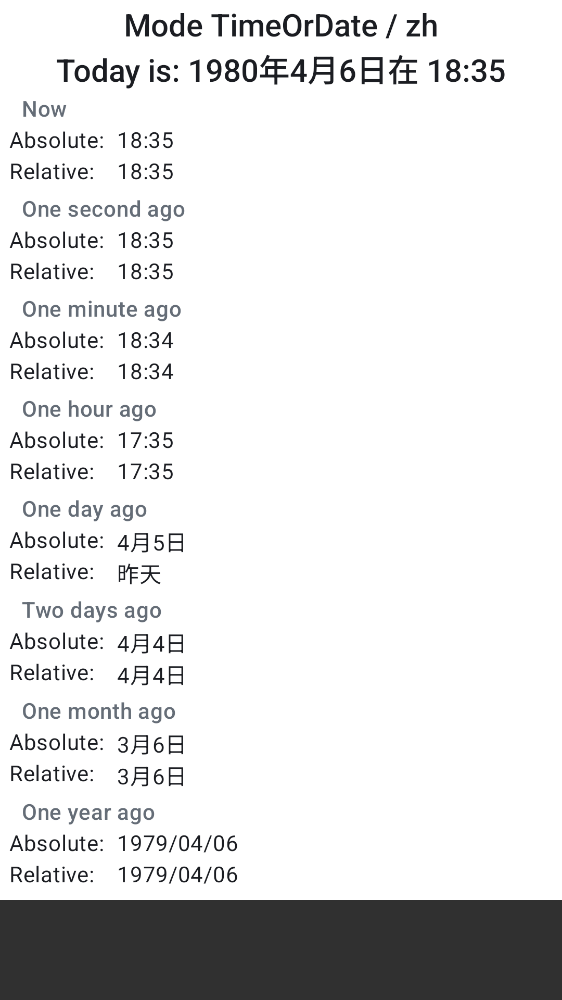 Mode TimeOrDate / zh
Today is: 1980年4月6日在 18:35
Now
Absolute: 18:35
Relative: 18:35
One second ago
Absolute: 18:35
Relative: 18:35
One minute ago
Absolute: 18:34
Relative: 18:34
One hour ago
Absolute: 17:35
Relative: 17:35
One day ago
Absolute: 4月5日
Relative: 昨天
Two days ago
Absolute: 4月4日
Relative: 4月4日
One month ago
Absolute: 3月6日
Relative: 3月6日
One year ago
Absolute: 1979/04/06
Relative: 1979/04/06